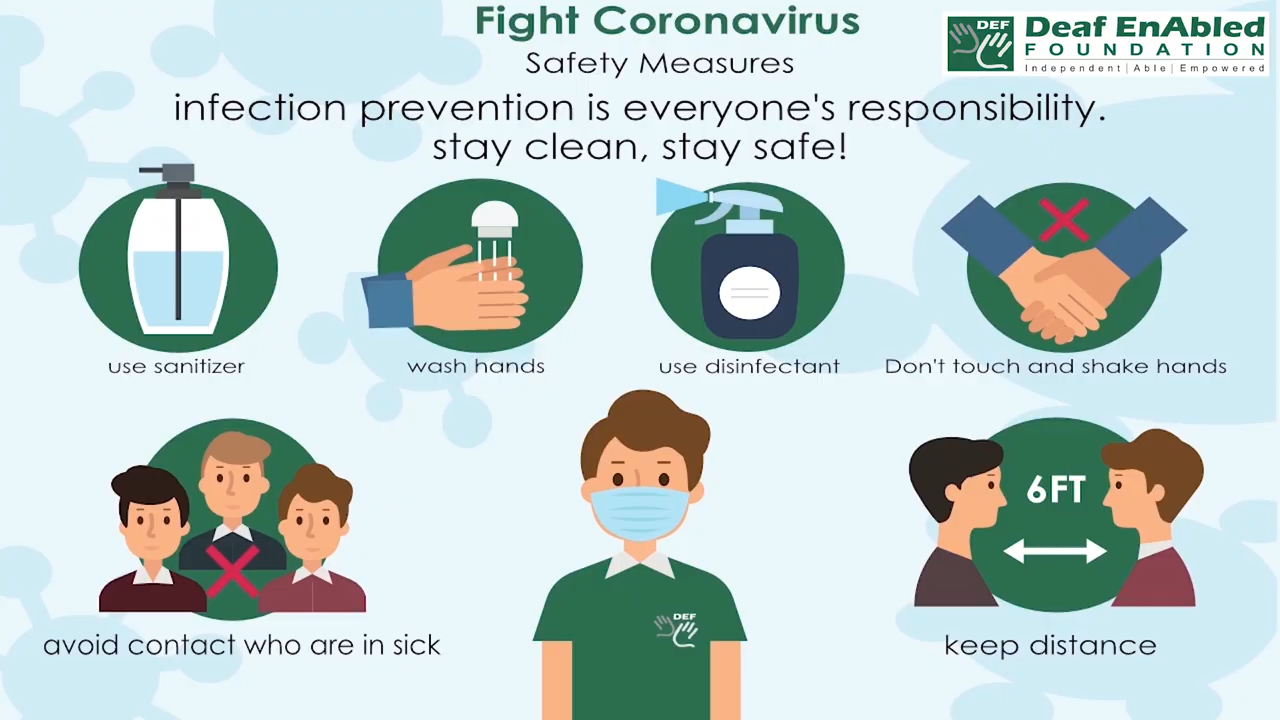 Fight Coronavirus
Safety Measures
DEF
Deaf EnAbled
FOUNDATION
Independent | Able | Empowered
infection prevention is everyone's responsibility.
stay clean, stay safe!
use sanitizer
wash hands
use disinfectant
Don't touch and shake hands
6 FT
DEF
avoid contact who are in sick
keep distance